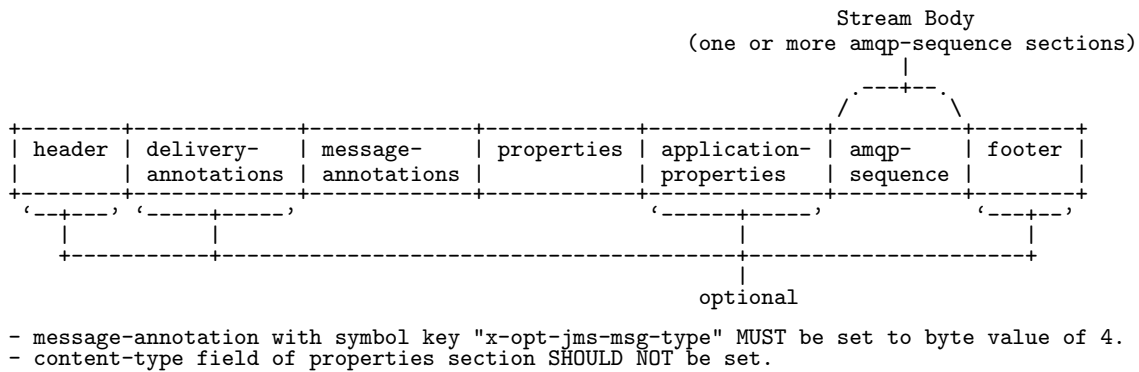 Stream Body
(one or more amqp-sequence sections)
|
.---+--.
/ \
+--------+-------------+-------------+------------+--------------+----------+--------+
| header | delivery- | message- | properties | application- | amqp- | footer |
| | annotations | annotations | | properties | sequence | |
+--------+-------------+-------------+------------+--------------+----------+--------+
‘--+---’ ‘-----+-----’ ‘------+-----’ ‘---+--’
| | | |
+-----------+----------------------------------------+----------------------+
|
optional
- message-annotation with symbol key "x-opt-jms-msg-type" MUST be set to byte value of 4.
- content-type field of properties section SHOULD NOT be set.